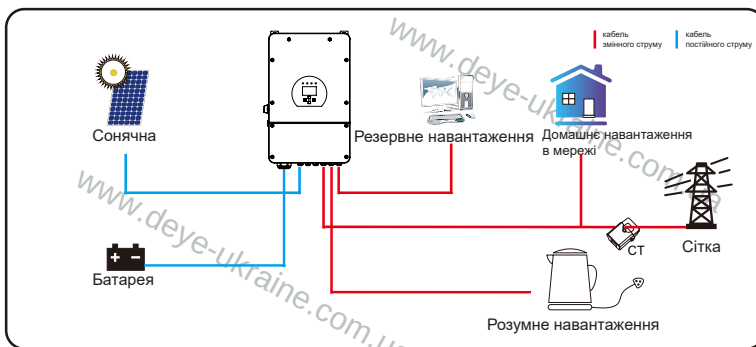 кабель
змінного струму
кабель
постійного струму
www.deye-ukraine.com.ua
Сонячна
Резервне навантаження
Домашнє навантаження
в мережі
www.deye-ukraine.com.ua
Батарея
СТ
Сітка
Розумне навантаження